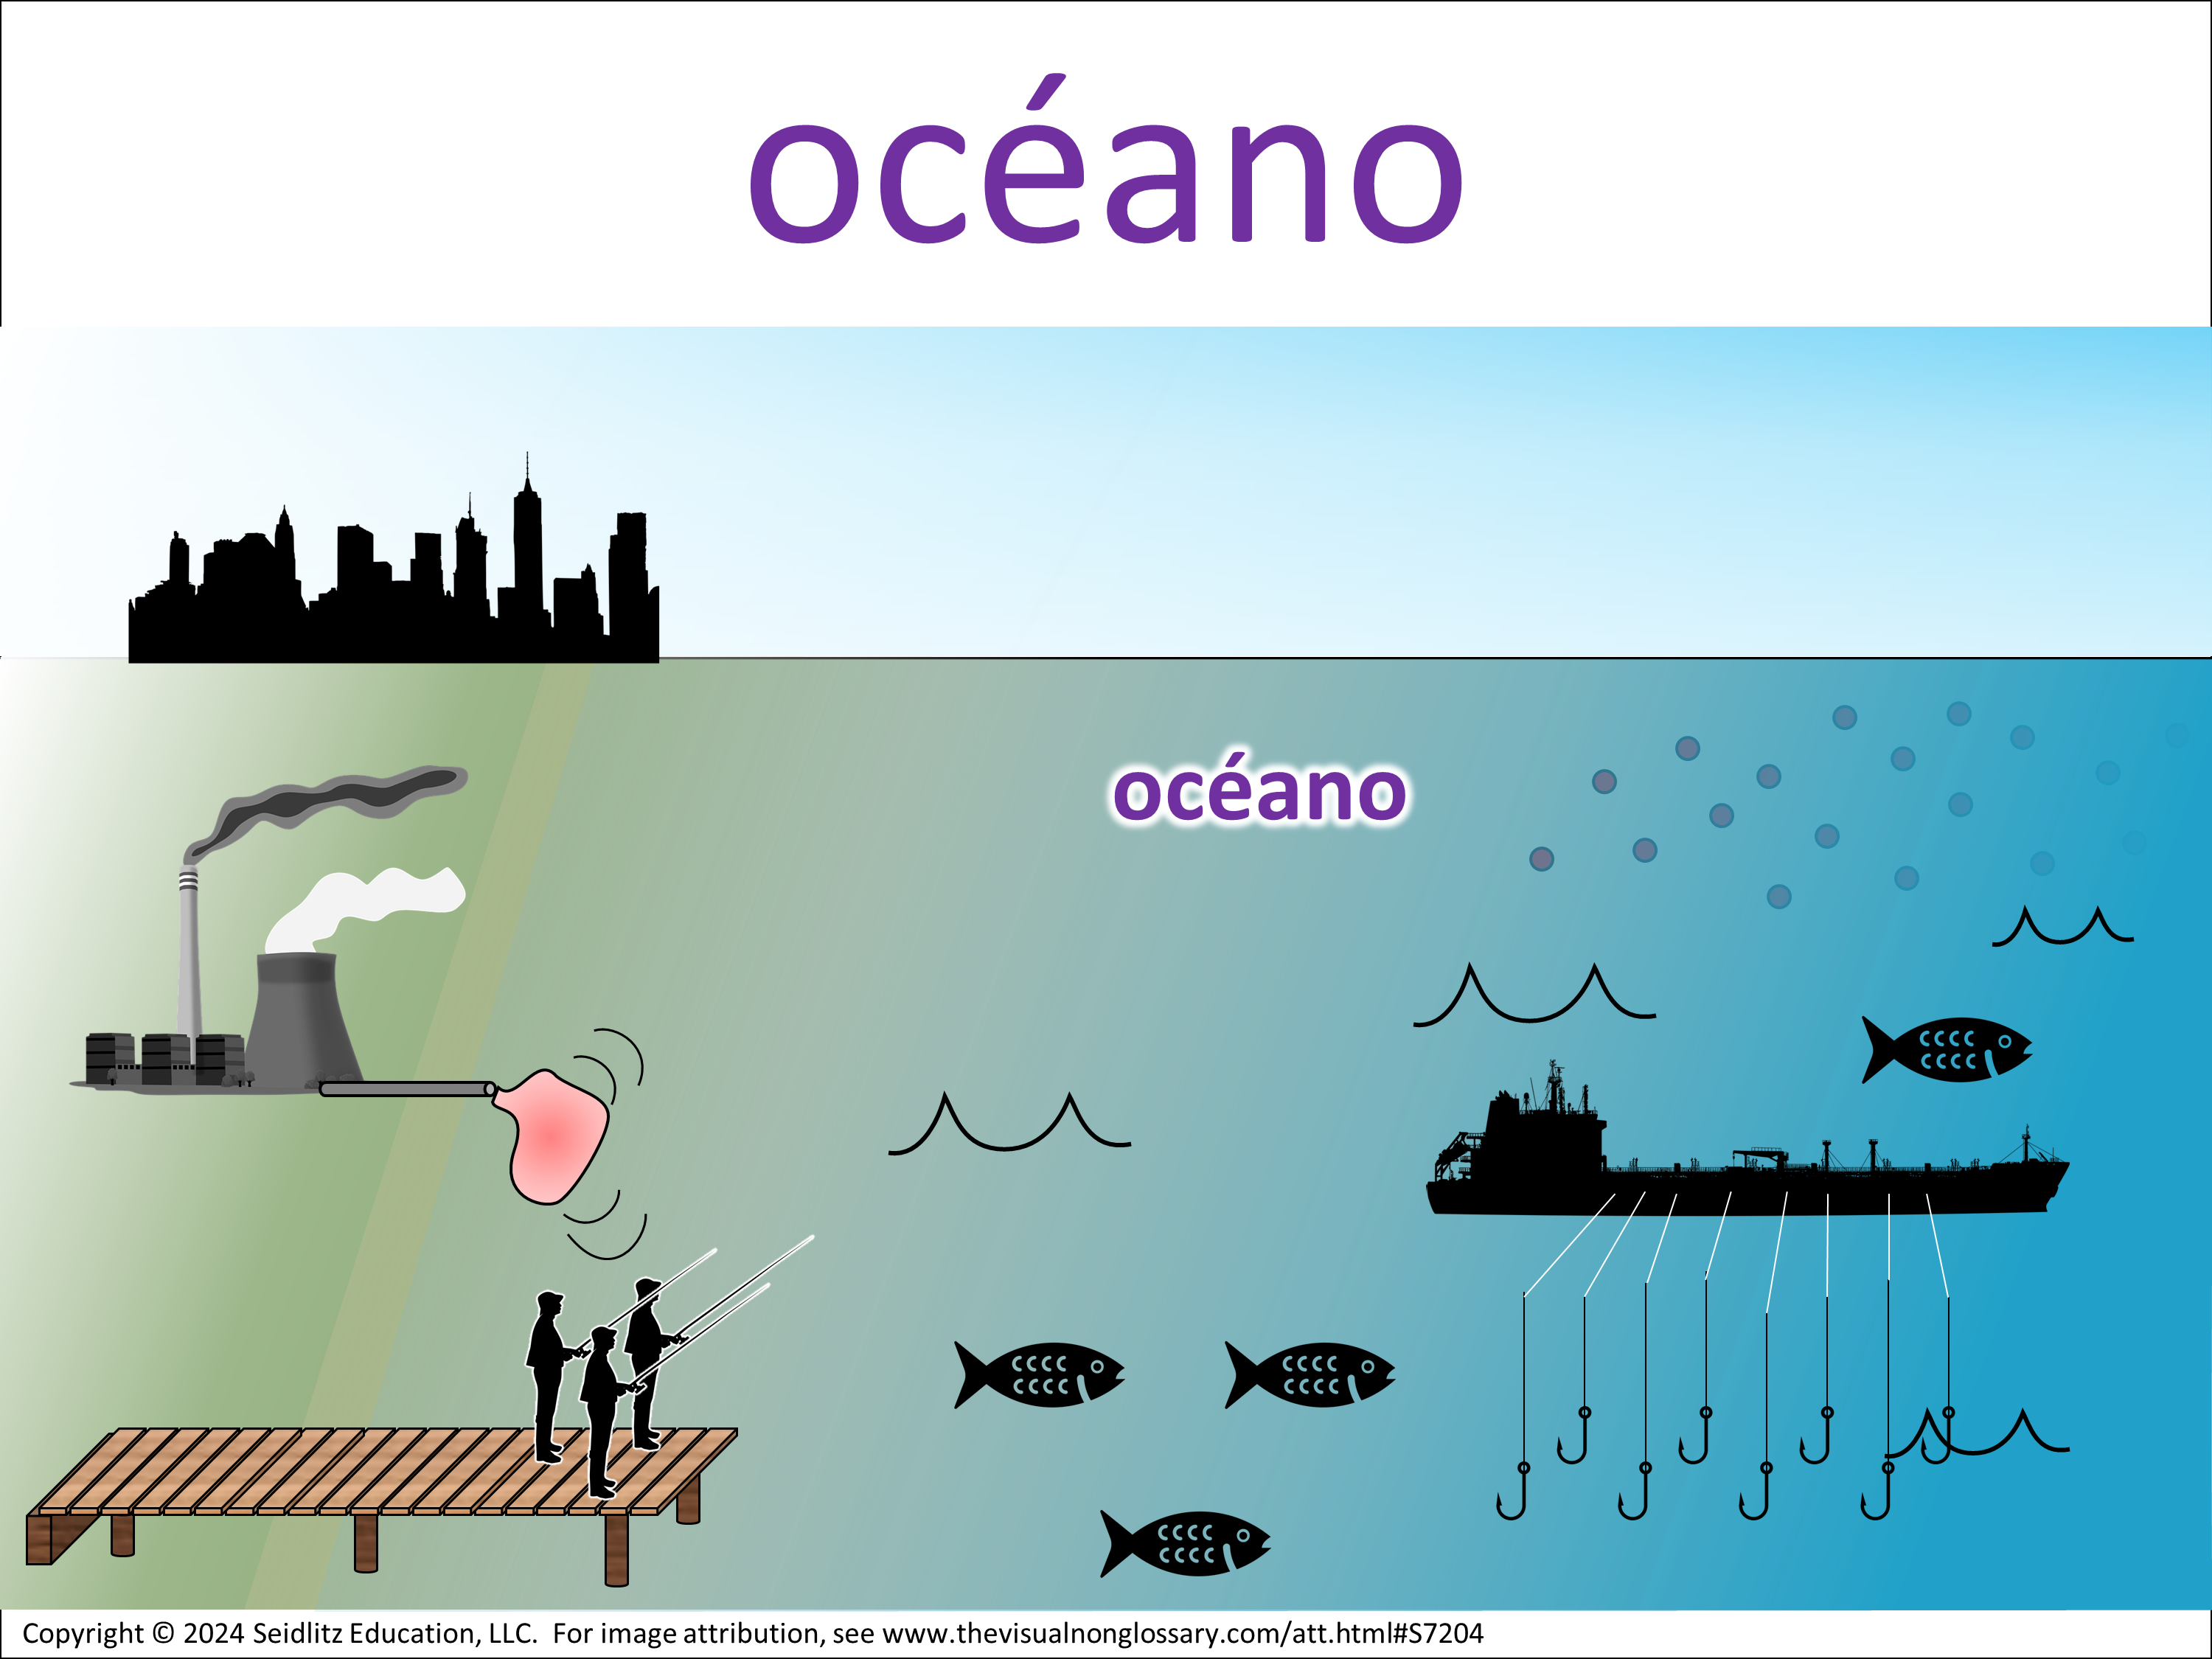 océano
océano
Copyright © 2024 Seidlitz Education, LLC.  For image attribution, see www.thevisualnonglossary.com/att.html#S7204